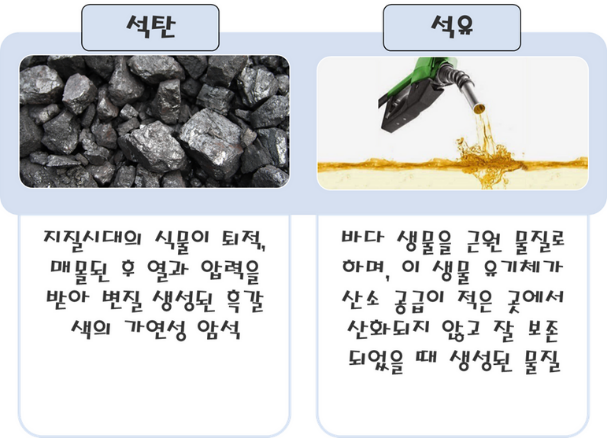 석탄
지질시대의 식물이 퇴적,
매몰된 후 열과 압력을
받아 변질 생성된 흑갈
색의 가연성 암석
석유
바다 생물을 근원 물질로
하며, 이 생물 유기체가
산소 공급이 적은 곳에서
산화되지 않고 잘 보존
되었을 때 생성된 물질